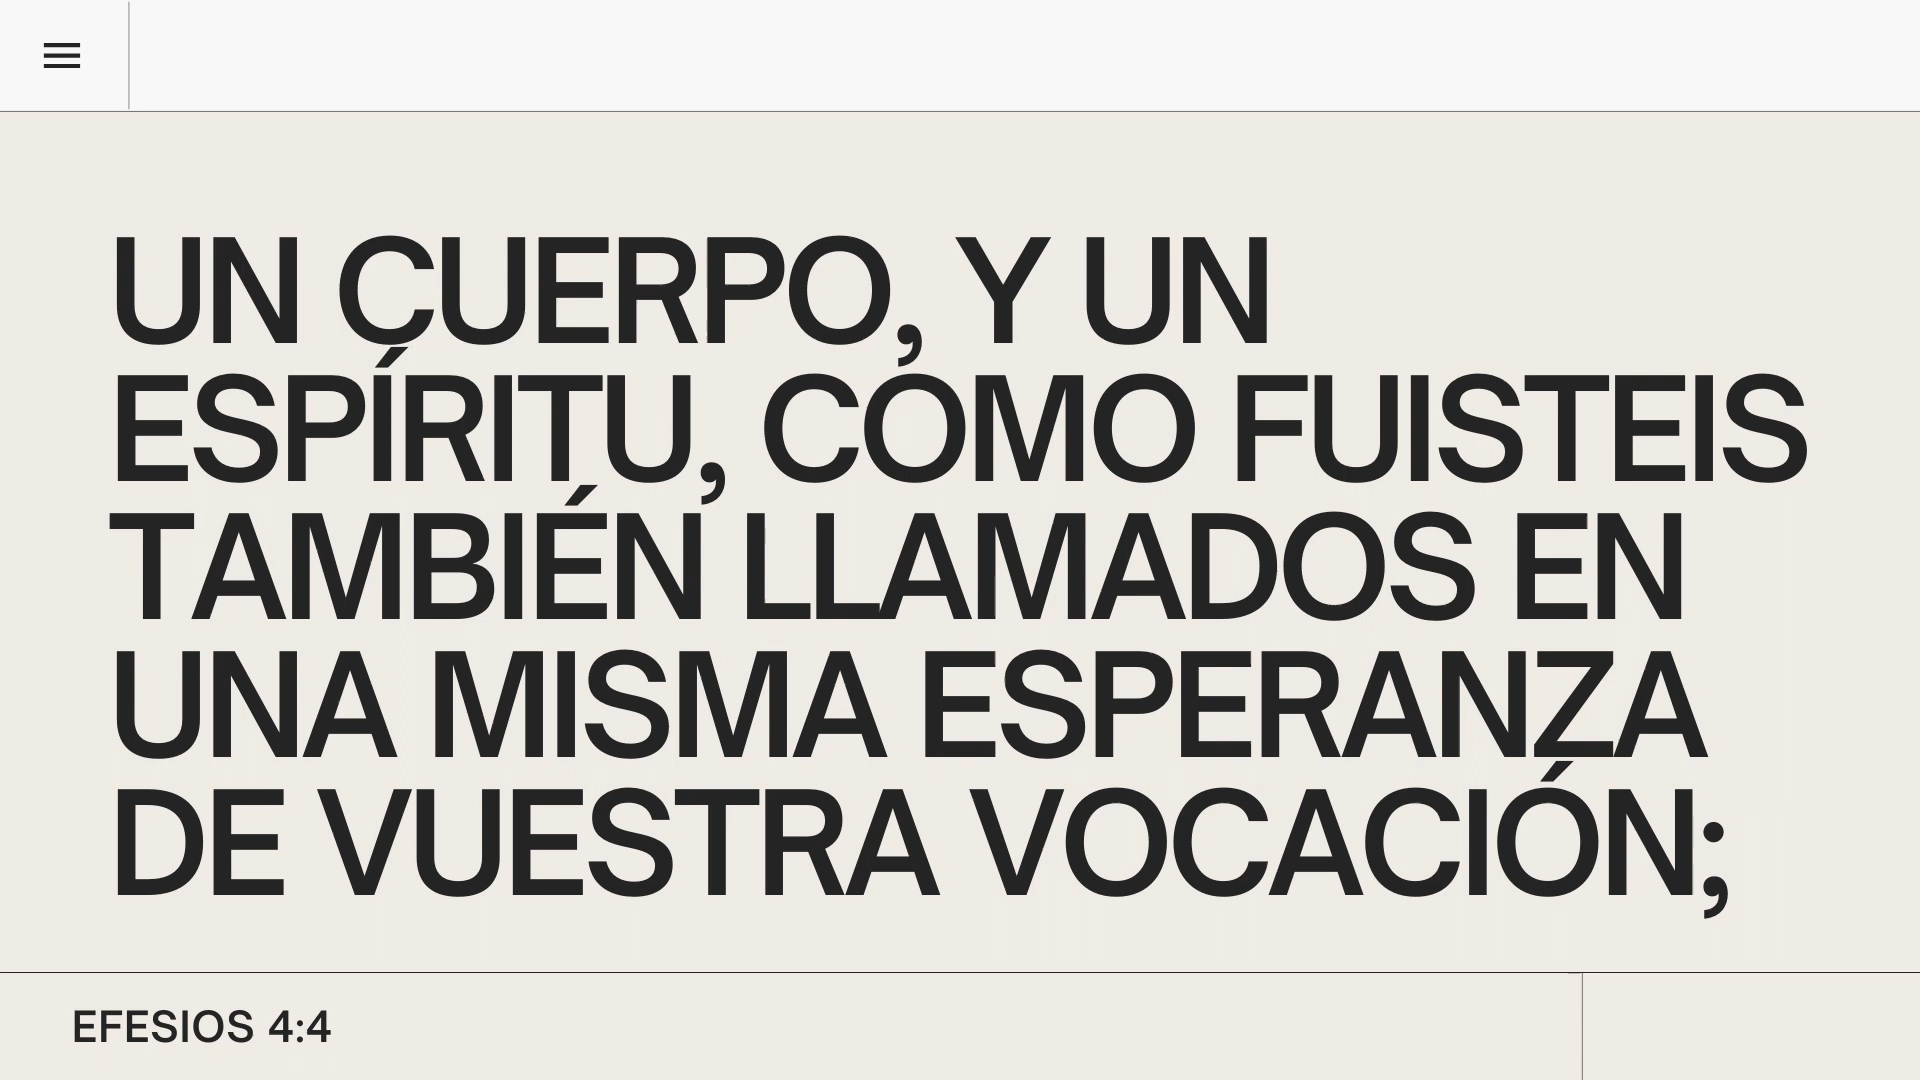 UN CUERPO, Y UN
ESPÍRITU, COMO FUISTEIS
TAMBIÉN LLAMADOS EN
UNA MISMA ESPERANZA
DE VUESTRA VOCACIÓN;
EFESIOS 4:4